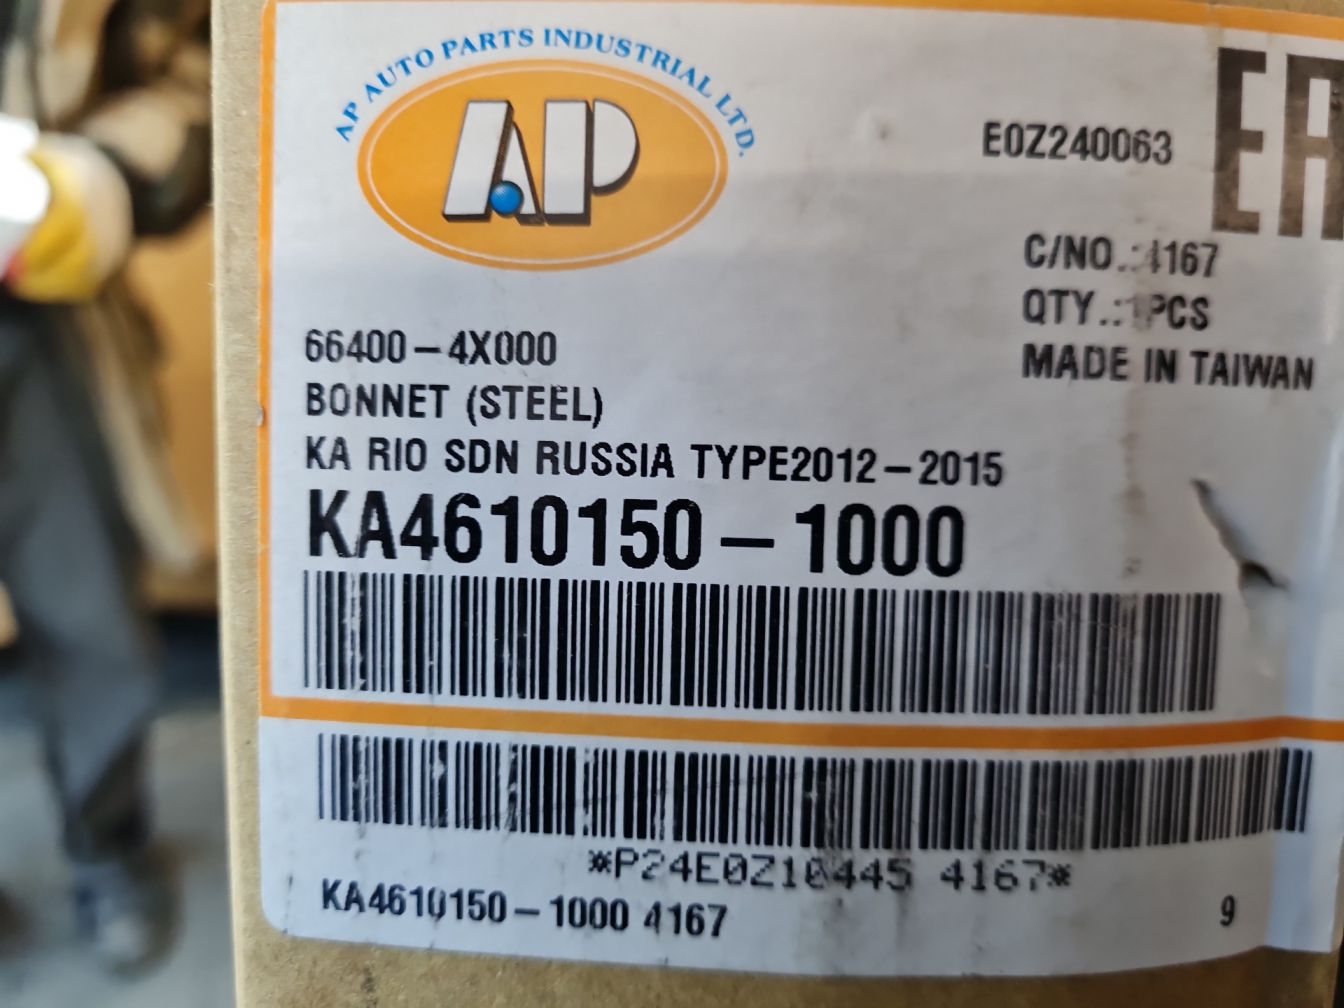 AP AUTO PARTS INDUSTRIAL LTD.
AP
EAC
E0Z240063
C/NO.:4167
QTY.:1PCS
MADE IN TAIWAN
66400-4X000
BONNET (STEEL)
KA RIO SDN RUSSIA TYPE2012-2015
KA4610150-1000
*P24E0Z10445 4167*
KA4610150-1000 4167
9